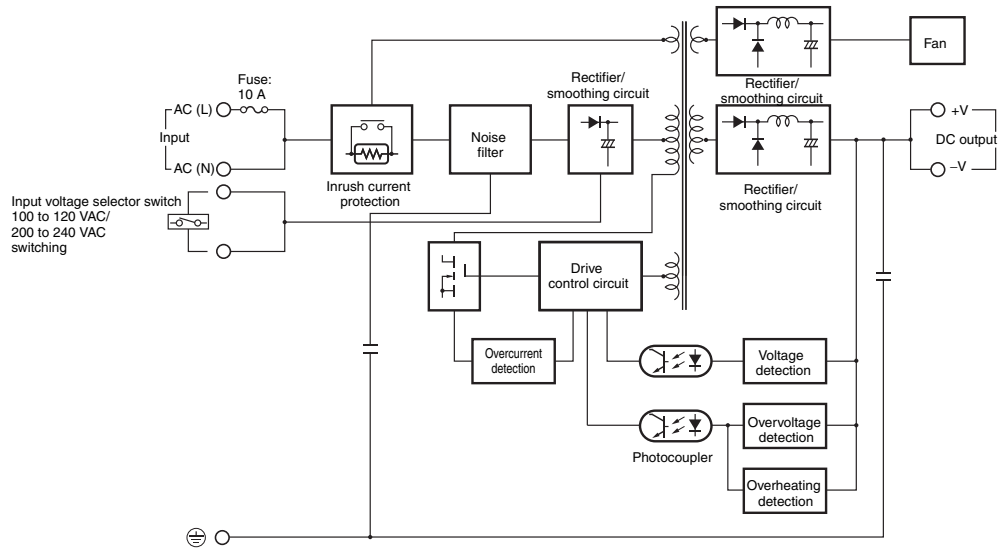 Fuse:
10 A
AC (L)
Input
AC (N)
Input voltage selector switch
100 to 120 VAC/
200 to 240 VAC
switching
Inrush current
protection
Noise
filter
Rectifier/
smoothing circuit
Rectifier/
smoothing circuit
Fan
Rectifier/
smoothing circuit
+V
DC output
–V
Drive
control circuit
Overcurrent
detection
Voltage
detection
Overvoltage
detection
Photocoupler
Overheating
detection